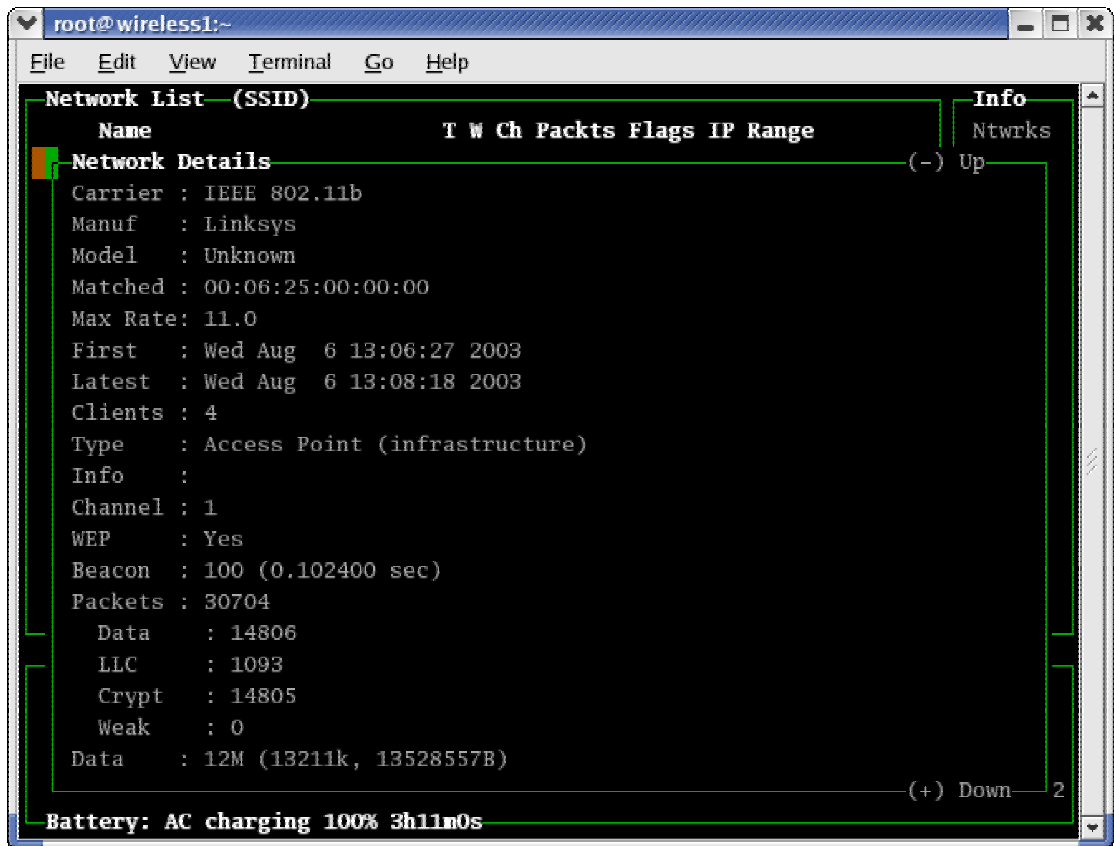 root@wireless1:~
File Edit View Terminal Go Help
Network List (SSID) Info
Name T W Ch Packts Flags IP Range Ntwrks
Network Details (-) Up
Carrier : IEEE 802.11b
Manuf : Linksys
Model : Unknown
Matched : 00:06:25:00:00:00
Max Rate: 11.0
First : Wed Aug 6 13:06:27 2003
Latest : Wed Aug 6 13:08:18 2003
Clients : 4
Type : Access Point (infrastructure)
Info :
Channel : 1
WEP : Yes
Beacon : 100 (0.102400 sec)
Packets : 30704
Data : 14806
LLC : 1093
Crypt : 14805
Weak : 0
Data : 12M (13211k, 13528557B)
(+) Down 2
Battery: AC charging 100% 3h11m0s